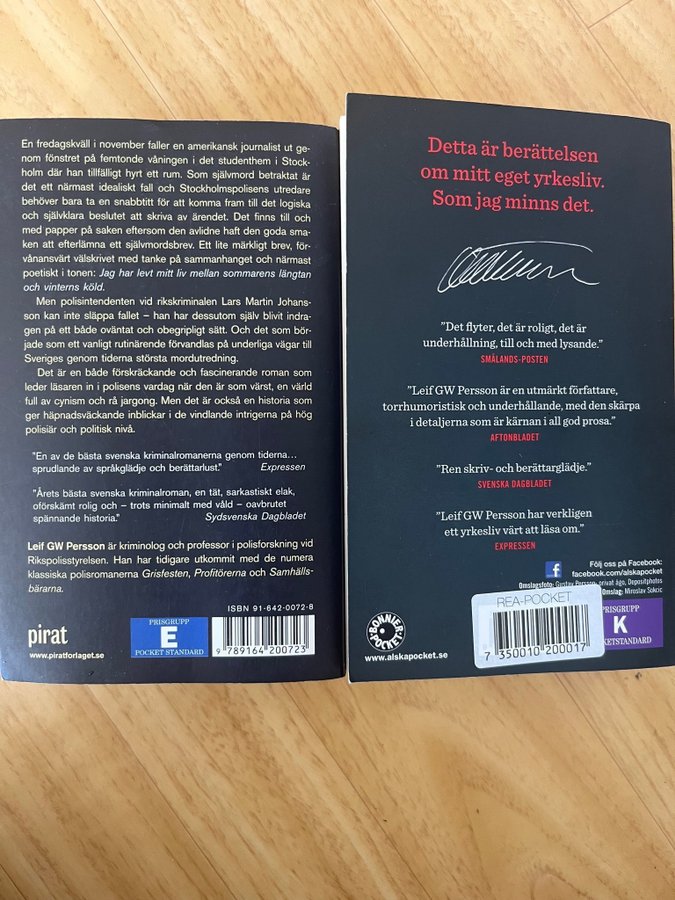 En fredagskväll i november faller en amerikansk journalist ut ge-
nom fönstret på femtonde våningen i det studenthem i Stock-
holm där han tillfälligt hyrt ett rum. Som självmord betraktat är
det ett närmast idealiskt fall och Stockholmspolisens utredare
behöver bara ta en snabbtitt för att komma fram till det logiska
och självklara beslutet att skriva av ärendet. Det finns till och
med papper på saken eftersom den avlidne haft den goda sma-
ken att efterlämna ett självmordsbrev. Ett lite märkligt brev, för-
vånansvärt välskrivet med tanke på sammanhanget och närmast
poetiskt i tonen: Jag har levt mitt liv mellan sommarens längtan
och vinterns köld.
Men polisintendenten vid rikskriminalen Lars Martin Johans-
son kan inte släppa fallet – han har dessutom själv blivit indra-
gen på ett både oväntat och obegripligt sätt. Och det som bör-
jade som ett vanligt rutinärende förvandlas på underliga vägar till
Sveriges genom tiderna största mordutredning.
Det är en både förskräckande och fascinerande roman som
leder läsaren in i polisens vardag när den är som värst, en värld
full av cynism och rå jargong. Men det är också en historia som
ger häpnadsväckande inblickar i de vindlande intrigerna på hög
polisiär och politisk nivå.
"En av de bästa svenska kriminalromanerna genom tiderna...
sprudlande av språkglädje och berättarlust." Expressen
"Årets bästa svenska kriminalroman, en tät, sarkastiskt elak,
oförskämt rolig och – trots minimalt med våld – oavbrutet
spännande historia." Sydsvenska Dagbladet
Leif GW Persson är kriminolog och professor i polisforskning vid
Rikspolisstyrelsen. Han har tidigare utkommit med de numera
klassiska polisromanerna Grisfesten, Profitörerna och Samhälls-
bärarna.
ISBN 91-642-0072-8
pirat
www.piratforlaget.se
PRISGRUPP
E
POCKET STANDARD
9 789164 200723
Detta är berättelsen
om mitt eget yrkesliv.
Som jag minns det.
"Det flyter, det är roligt, det är
underhållning, till och med lysande."
SMÅLANDS-POSTEN
"Leif GW Persson är en utmärkt författare,
torrhumoristisk och underhållande, med den skärpa
i detaljerna som är kärnan i all god prosa."
AFTONBLADET
"Ren skriv- och berättarglädje."
SVENSKA DAGBLADET
"Leif GW Persson har verkligen
ett yrkesliv värt att läsa om."
EXPRESSEN
Följ oss på Facebook:
facebook.com/alskapocket
Omslagsfoto: Gustav Persson privat ägo, Depositphotos
Omslag: Miroslav Sokcic
BONNIER
POCKET
www.alskapocket.se
REA-POCKET
7 350010 200017
PRISGRUPP
K
KETSTANDARD